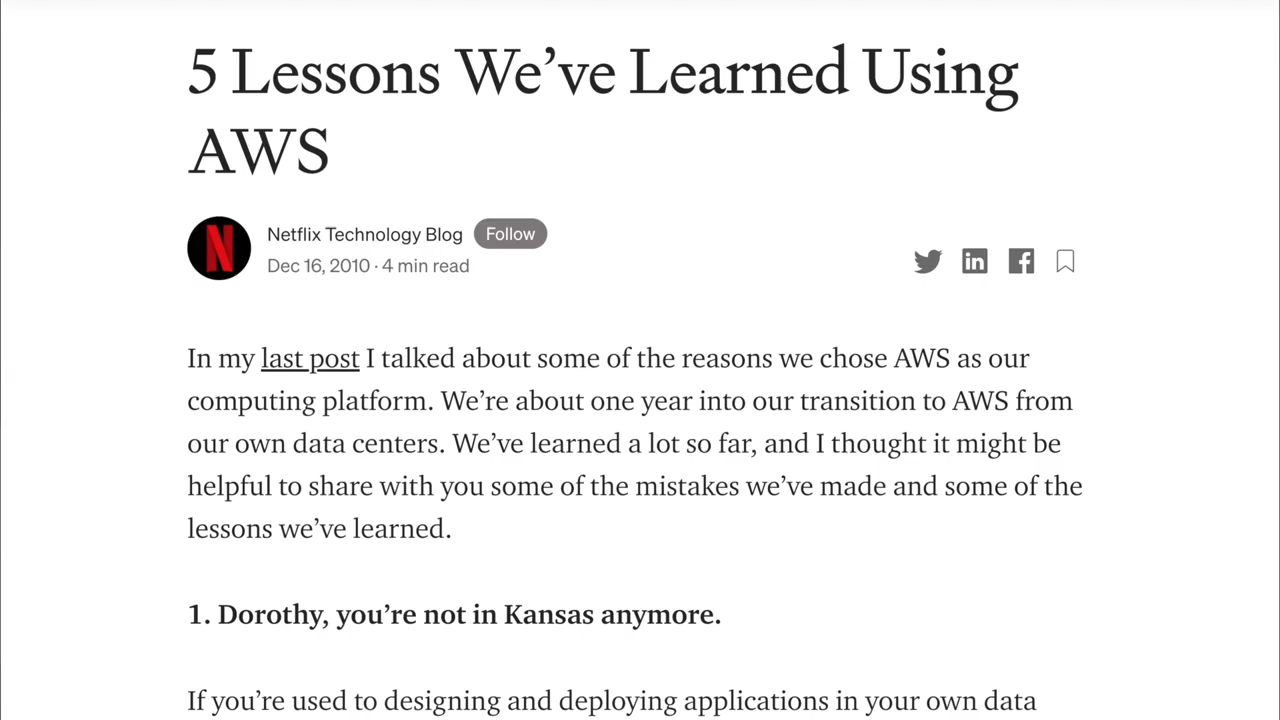 5 Lessons We’ve Learned Using
AWS
Netflix Technology Blog Follow
Dec 16, 2010 · 4 min read
In my last post I talked about some of the reasons we chose AWS as our
computing platform. We’re about one year into our transition to AWS from
our own data centers. We’ve learned a lot so far, and I thought it might be
helpful to share with you some of the mistakes we’ve made and some of the
lessons we’ve learned.
1. Dorothy, you’re not in Kansas anymore.
If you’re used to designing and deploying applications in your own data